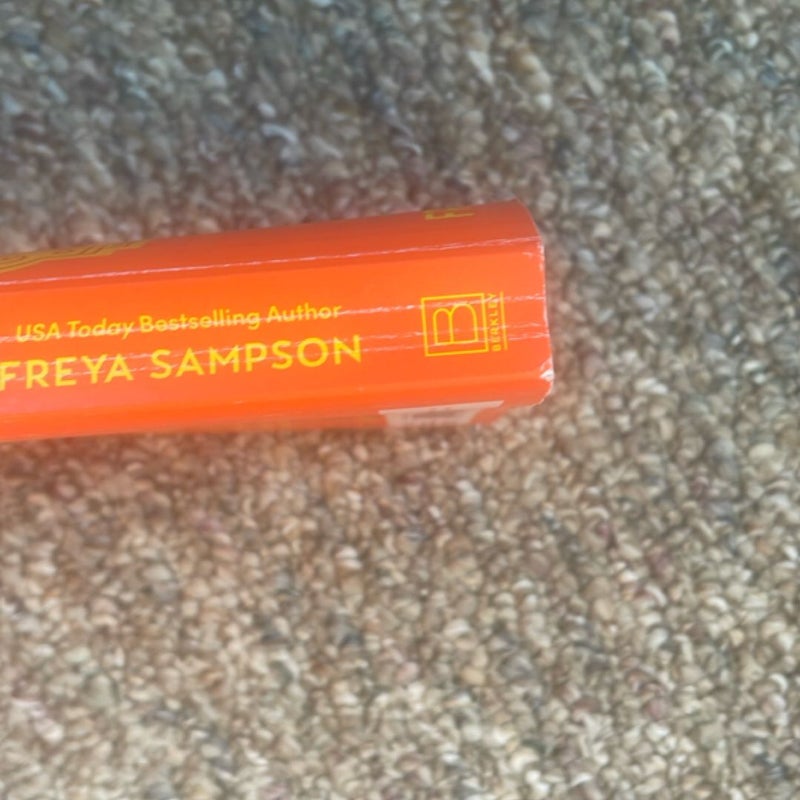 USA Today Bestselling Author
FREYA SAMPSON
B
BERKLEY